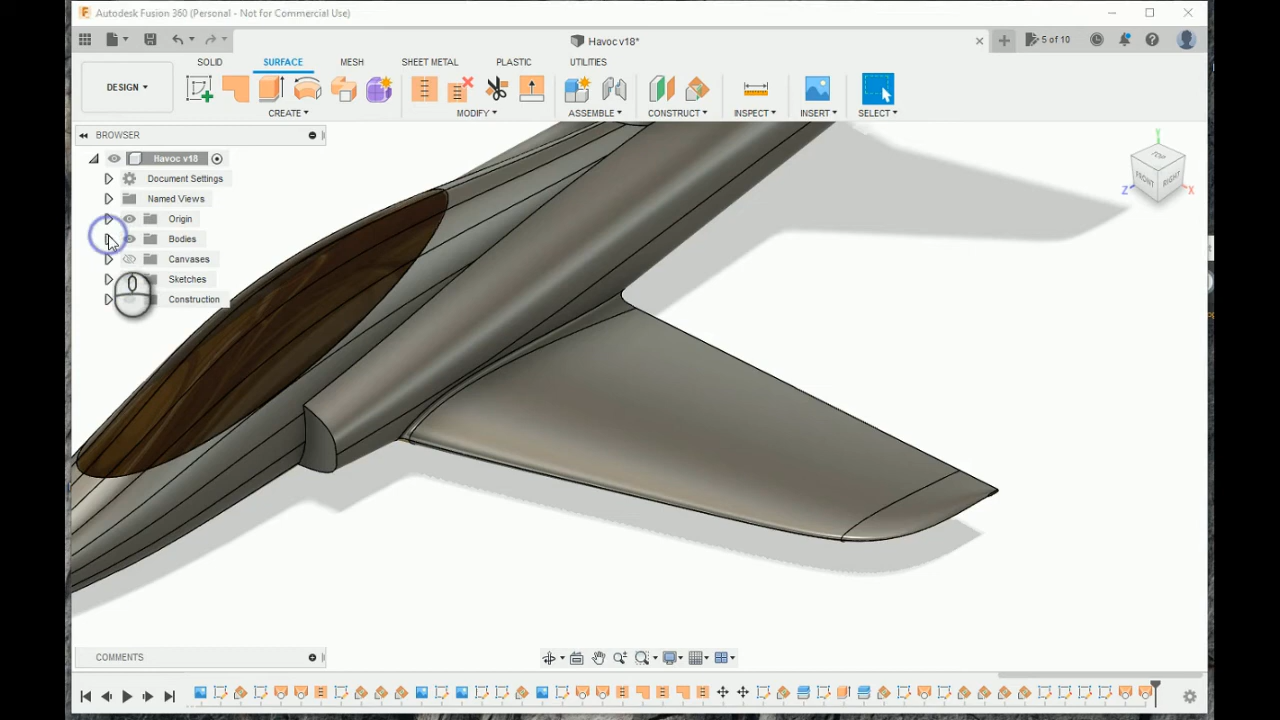 Autodesk Fusion 360 (Personal - Not for Commercial Use)
Havoc v18*
5 of 10
SOLID SURFACE MESH SHEET METAL PLASTIC UTILITIES
DESIGN
CREATE MODIFY ASSEMBLE CONSTRUCT INSPECT INSERT SELECT
BROWSER
Havoc v18
Document Settings
Named Views
Origin
Bodies
Canvases
Sketches
Construction
TOP
FRONT
RIGHT
Y
Z
X
COMMENTS